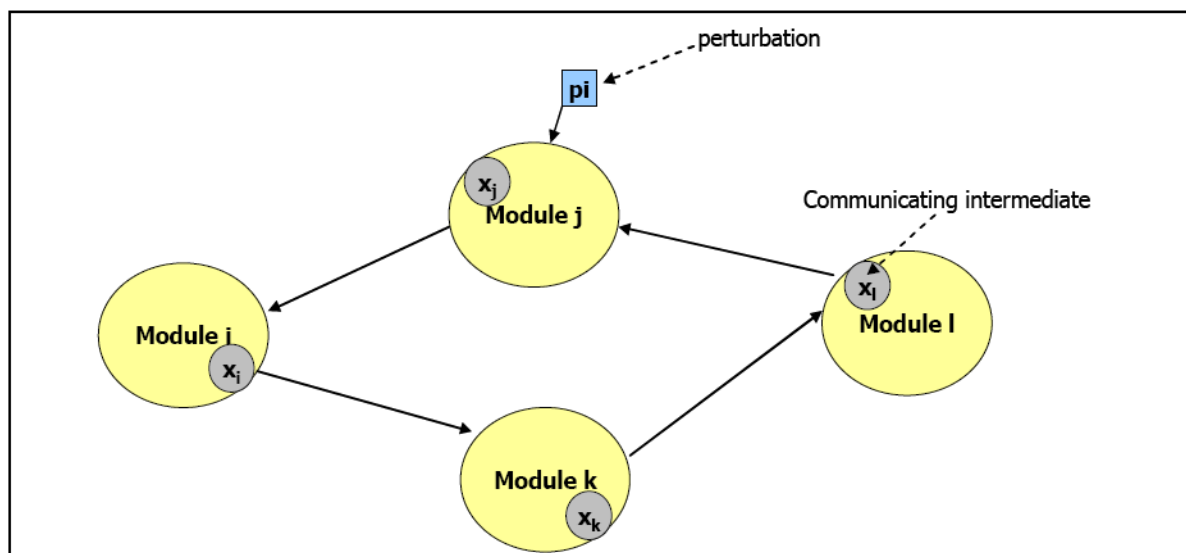 perturbation
pi
xj
Module j
Communicating intermediate
xl
Module l
Module i
xi
Module k
xk